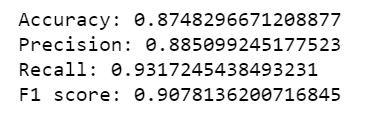 Accuracy: 0.8748296671208877
Precision: 0.885099245177523
Recall: 0.9317245438493231
F1 score: 0.9078136200716845